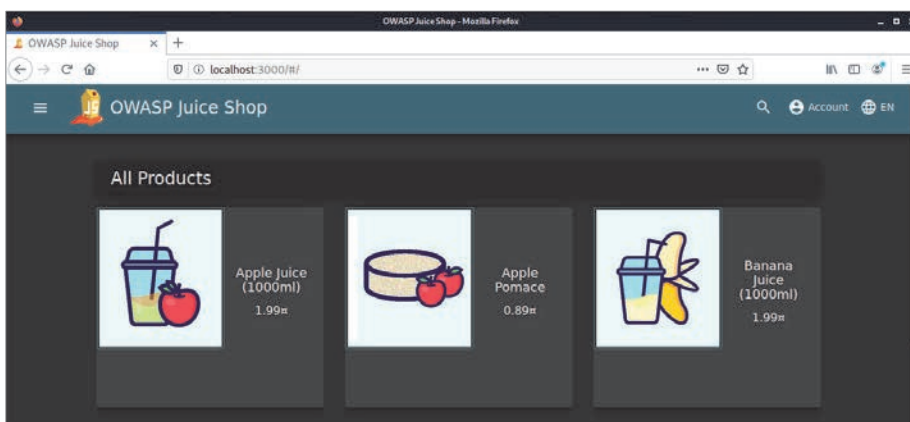 OWASP Juice Shop - Mozilla Firefox
OWASP Juice Shop
localhost:3000/#/
JS
OWASP Juice Shop
Account
EN
All Products
Apple Juice
(1000ml)
1.99¤
Apple
Pomace
0.89¤
Banana
Juice
(1000ml)
1.99¤